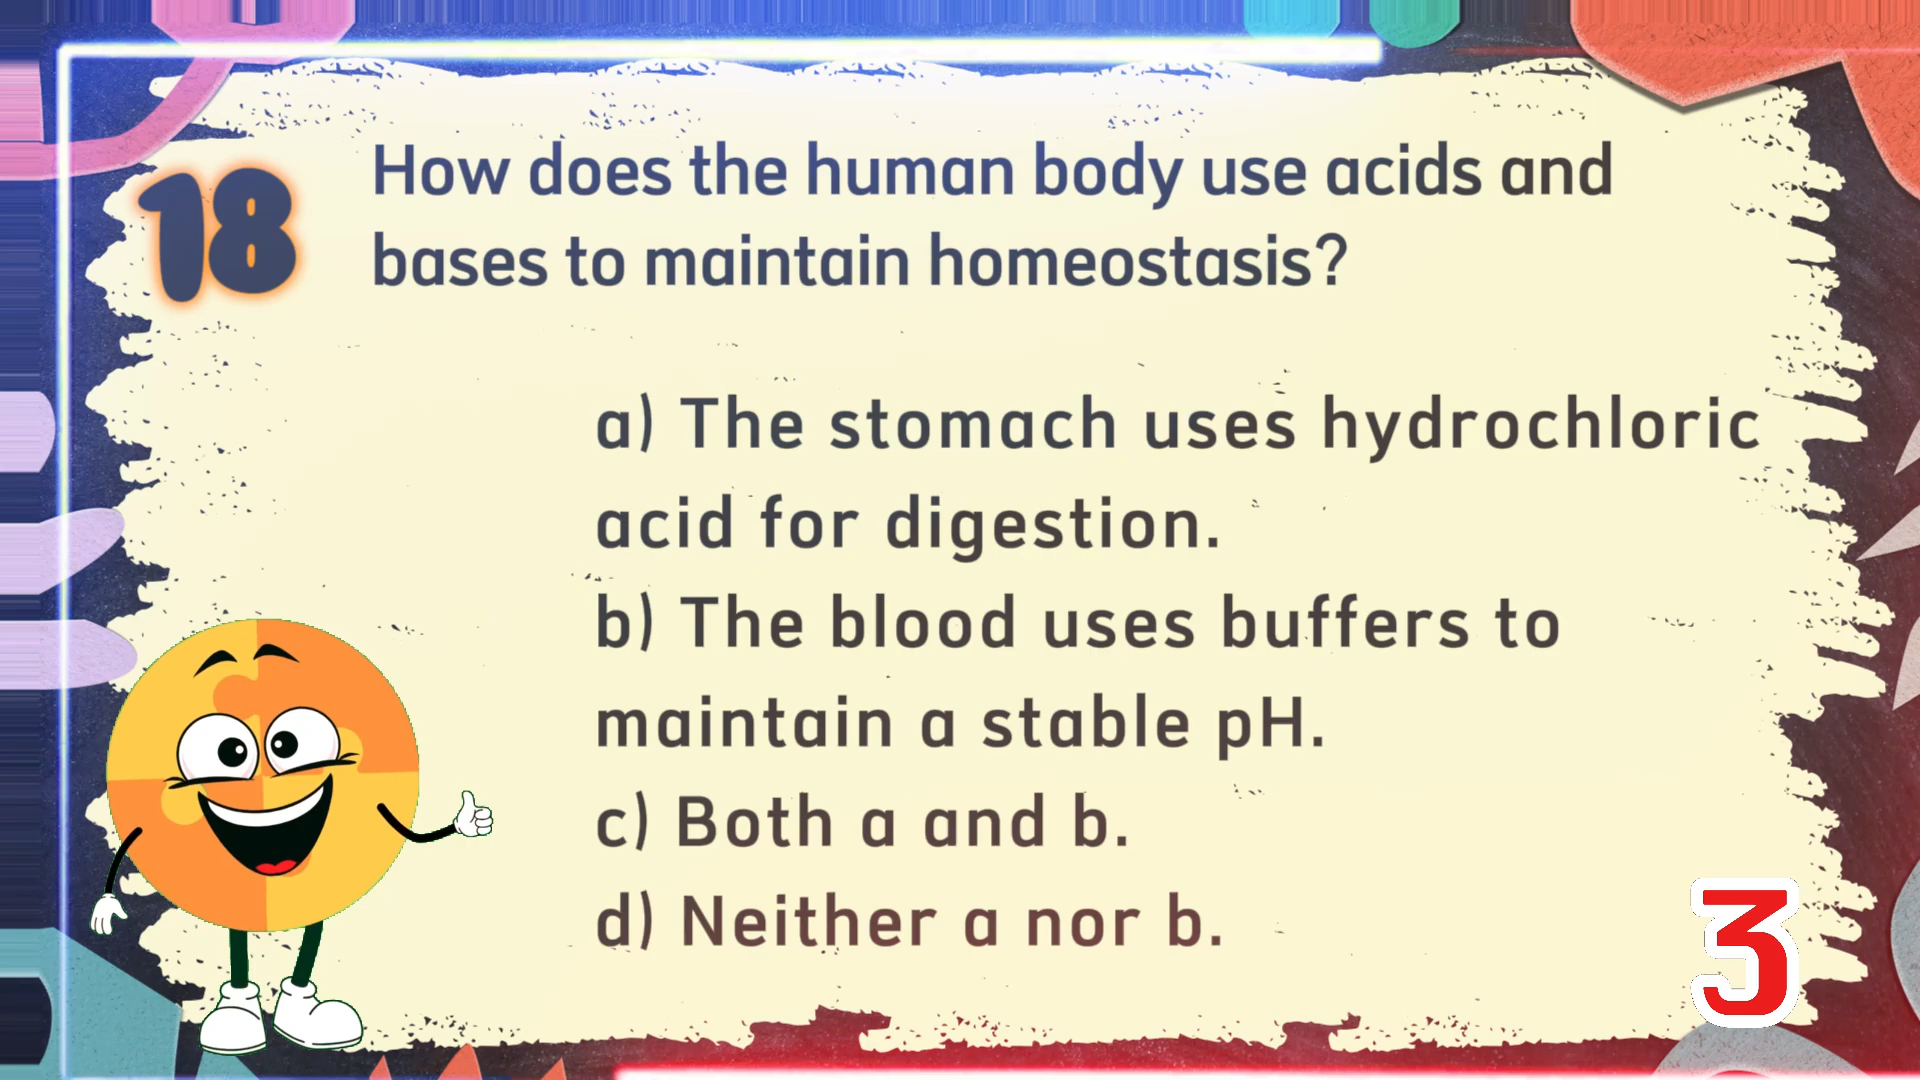 18
How does the human body use acids and
bases to maintain homeostasis?
a) The stomach uses hydrochloric
acid for digestion.
b) The blood uses buffers to
maintain a stable pH.
c) Both a and b.
d) Neither a nor b.
3